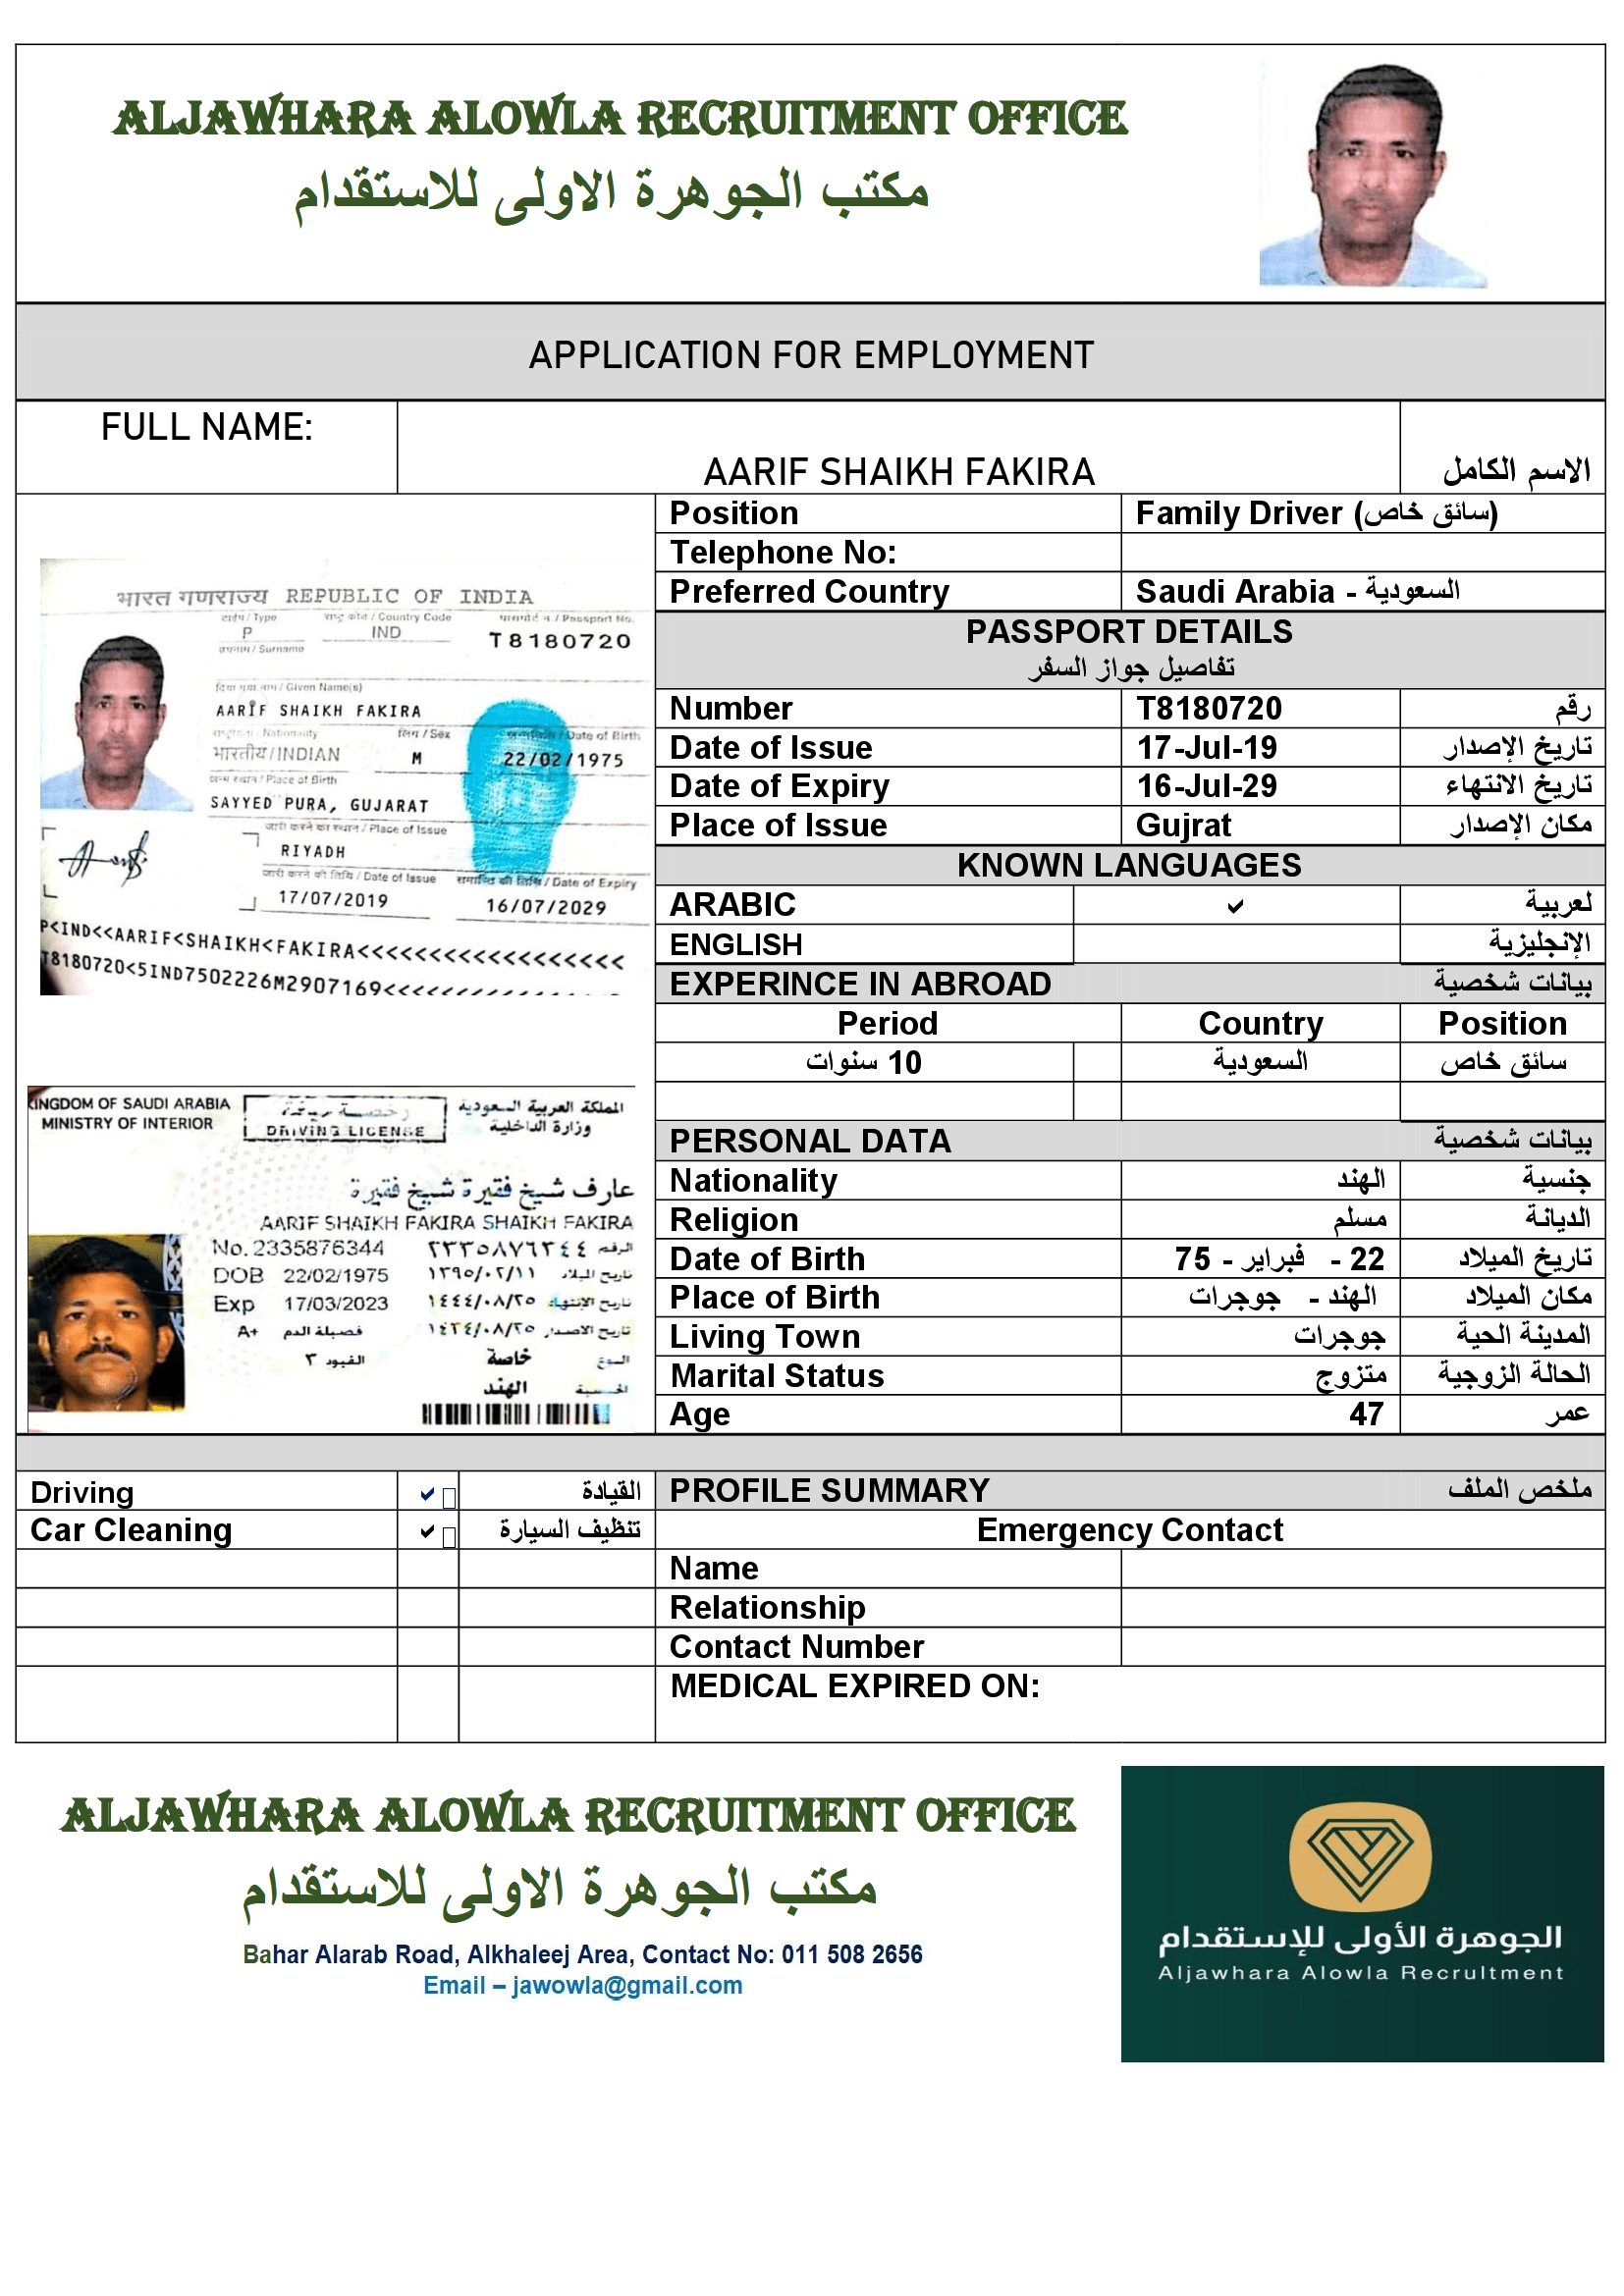 ALJAWHARA ALOWLA RECRUITMENT OFFICE
مكتب الجوهرة الاولى للاستقدام
APPLICATION FOR EMPLOYMENT
FULL NAME:
AARIF SHAIKH FAKIRA
الاسم الكامل
Position Family Driver (سائق خاص)
Telephone No:
Preferred Country Saudi Arabia - السعودية
PASSPORT DETAILS
تفاصيل جواز السفر
Number T8180720 رقم
Date of Issue 17-Jul-19 تاريخ الإصدار
Date of Expiry 16-Jul-29 تاريخ الانتهاء
Place of Issue Gujrat مكان الإصدار
KNOWN LANGUAGES
ARABIC ✓ لعربية
ENGLISH الإنجليزية
EXPERINCE IN ABROAD بيانات شخصية
Period Country Position
10 سنوات السعودية سائق خاص
PERSONAL DATA بيانات شخصية
Nationality الهند جنسية
Religion مسلم الديانة
Date of Birth 22 - فبراير - 75 تاريخ الميلاد
Place of Birth الهند - جوجرات مكان الميلاد
Living Town جوجرات المدينة الحية
Marital Status متزوج الحالة الزوجية
Age 47 عمر
भारत गणराज्य REPUBLIC OF INDIA
टाईप / Type राष्ट्र कोड / Country Code पासपोर्ट न. / Passport No.
P IND T8180720
उपनाम / Surname
दिया गया नाम / Given Name(s)
AARIF SHAIKH FAKIRA
राष्ट्रीयता / Nationality लिंग / Sex जन्मतिथि / Date of Birth
भारतीय / INDIAN M 22/02/1975
जन्म स्थान / Place of Birth
SAYYED PURA, GUJARAT
जारी करने का स्थान / Place of Issue
RIYADH
जारी करने की तिथि / Date of Issue समाप्ति की तिथि / Date of Expiry
17/07/2019 16/07/2029
P<IND<<AARIF<SHAIKH<FAKIRA<<<<<<<<<<<<<<<<<<
T8180720<5IND7502226M2907169<<<<<<<<<<<<<<
KINGDOM OF SAUDI ARABIA المملكة العربية السعودية
MINISTRY OF INTERIOR وزارة الداخلية
رخصة سياقة
DRIVING LICENSE
عارف شيخ فقيرة شيخ فقيرة
AARIF SHAIKH FAKIRA SHAIKH FAKIRA
No. 2335876344 الرقم ٢٣٣٥٨٧٦٣٤٤
DOB 22/02/1975 تاريخ الميلاد ١٣٩٥/٠٢/١١
Exp 17/03/2023 تاريخ الانتهاء ١٤٤٤/٠٨/٢٥
A+ فصيلة الدم تاريخ الاصدار ١٤٣٤/٠٨/٢٥
القيود ٣ النوع خاصة
الجنسية الهند
Driving ✓ القيادة
Car Cleaning ✓ تنظيف السيارة
PROFILE SUMMARY ملخص الملف
Emergency Contact
Name
Relationship
Contact Number
MEDICAL EXPIRED ON:
ALJAWHARA ALOWLA RECRUITMENT OFFICE
مكتب الجوهرة الاولى للاستقدام
Bahar Alarab Road, Alkhaleej Area, Contact No: 011 508 2656
Email – jawowla@gmail.com
الجوهرة الأولى للإستقدام
Aljawhara Alowla Recruitment